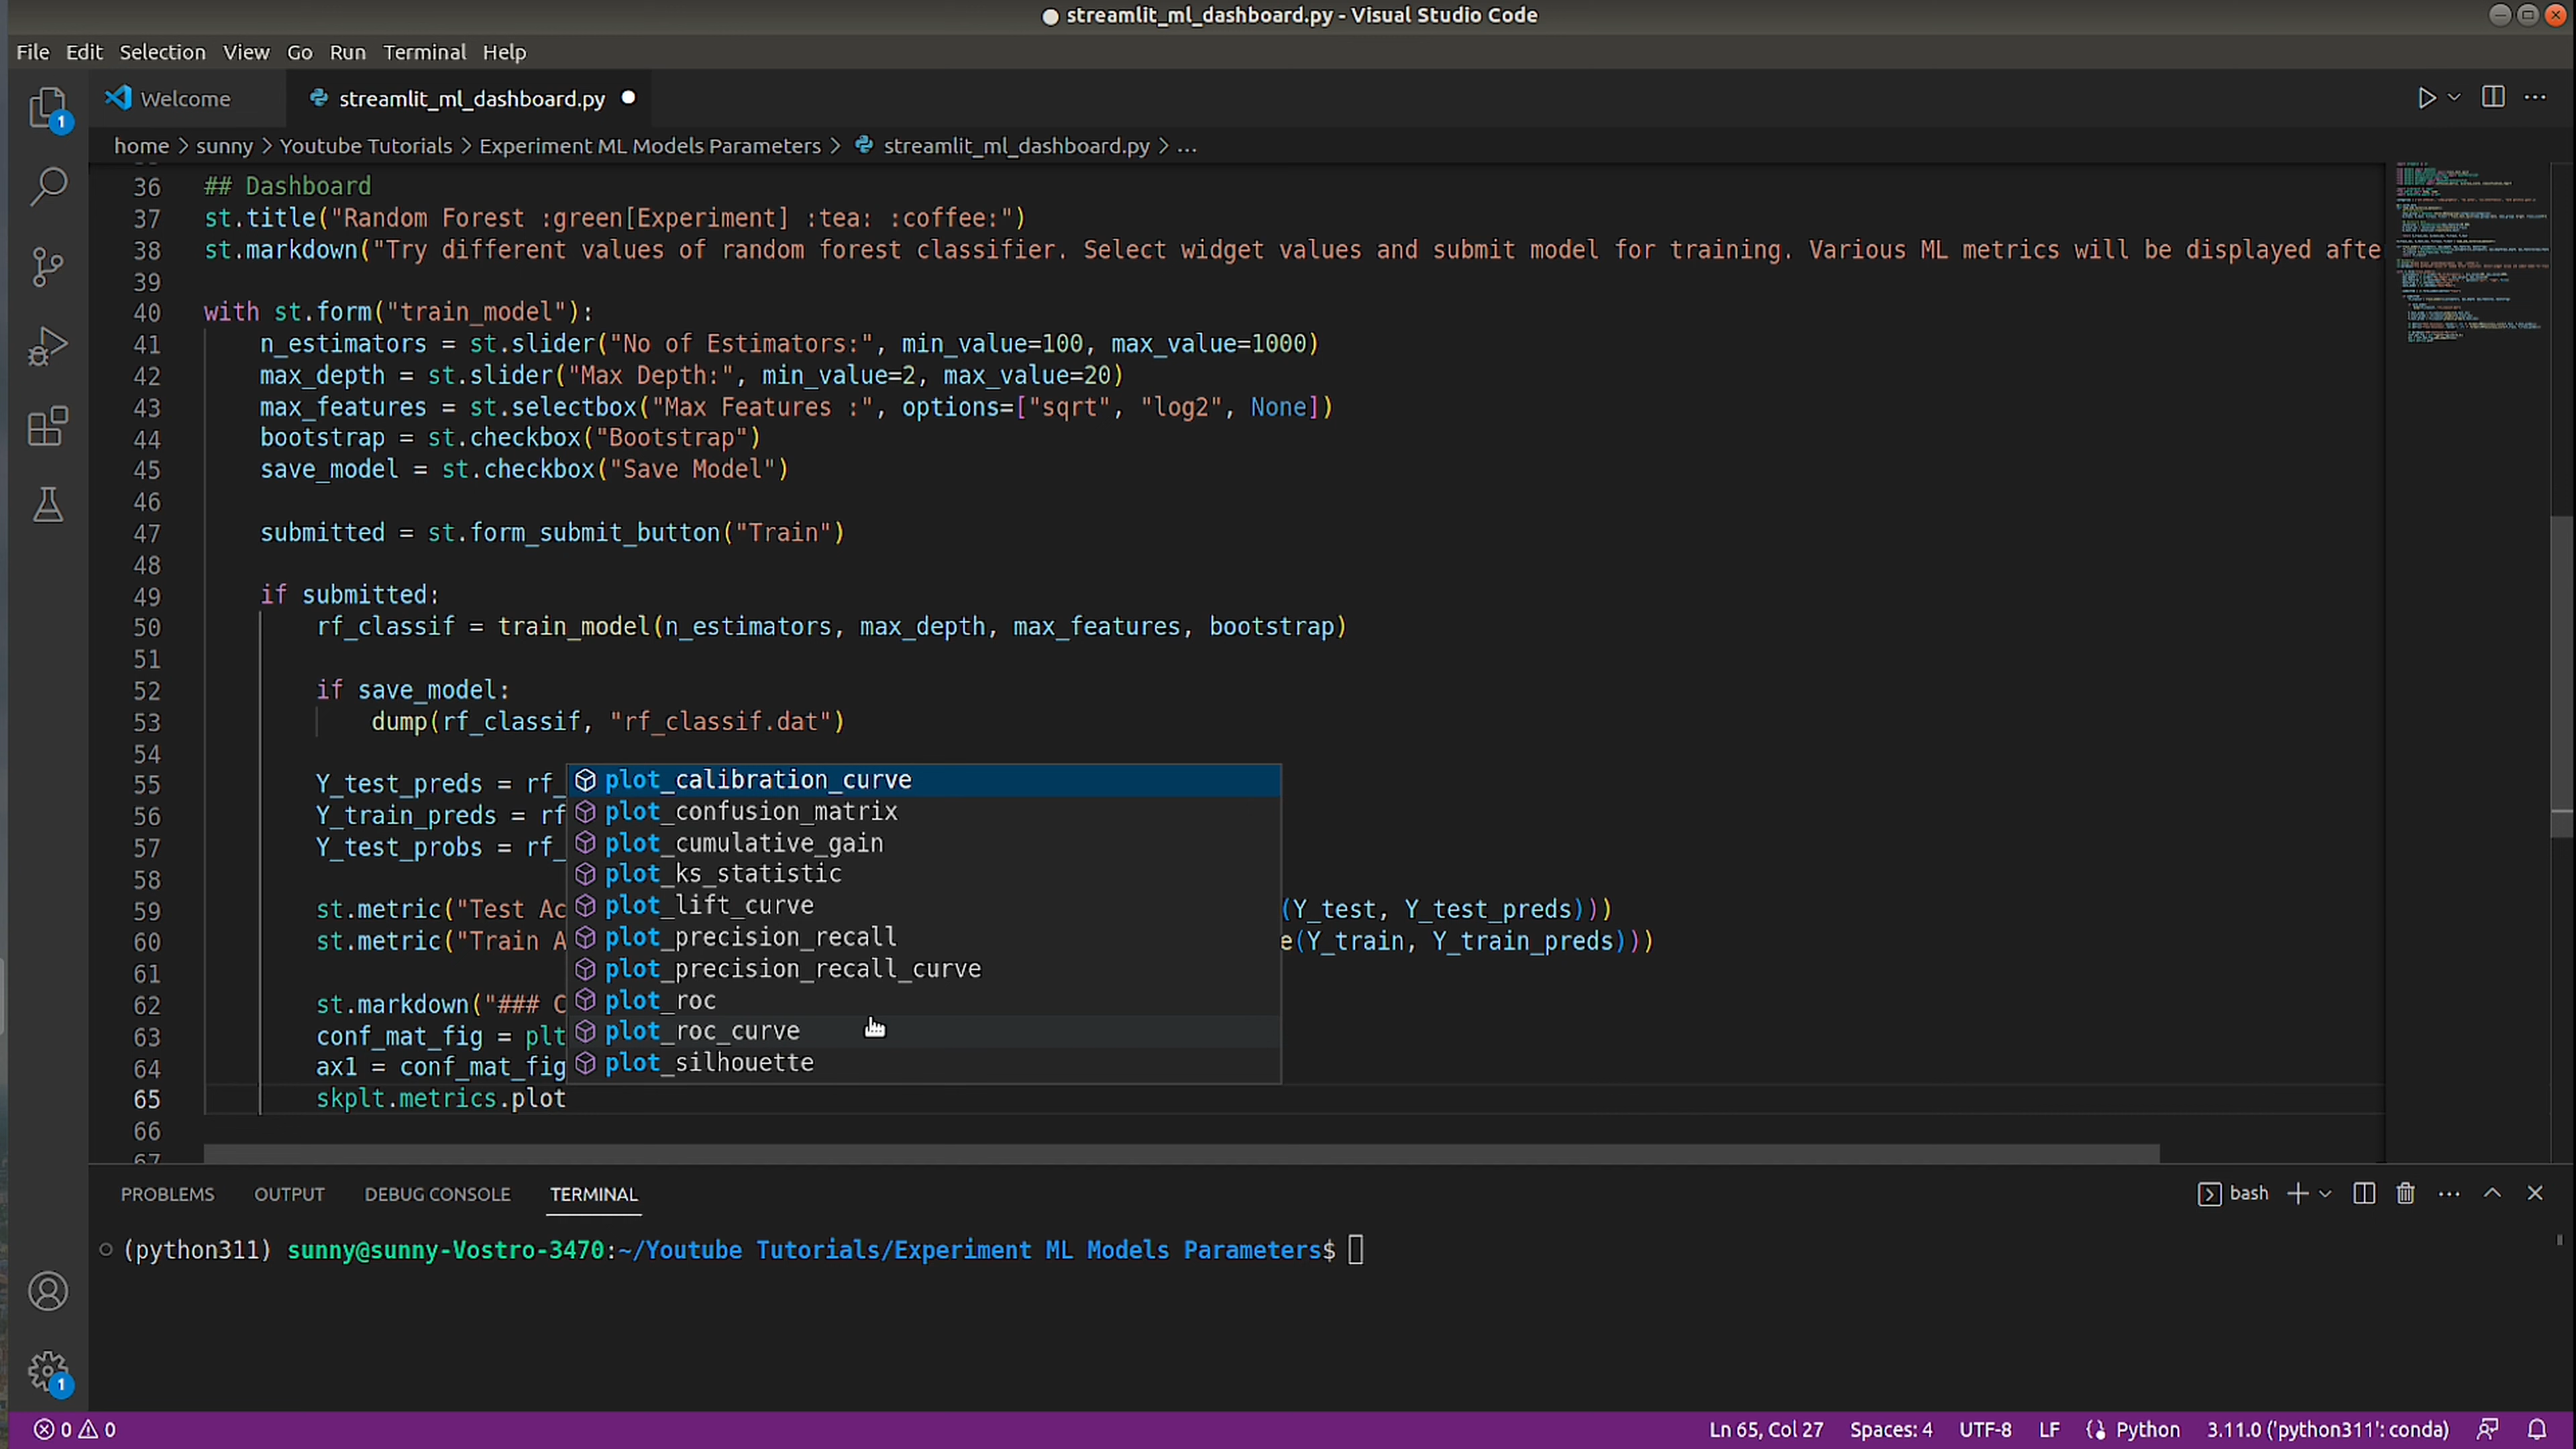 streamlit_ml_dashboard.py - Visual Studio Code
File Edit Selection View Go Run Terminal Help
1
Welcome
streamlit_ml_dashboard.py
home > sunny > Youtube Tutorials > Experiment ML Models Parameters > streamlit_ml_dashboard.py > ...
36 ## Dashboard
37 st.title("Random Forest :green[Experiment] :tea: :coffee:")
38 st.markdown("Try different values of random forest classifier. Select widget values and submit model for training. Various ML metrics will be displayed afte
39
40 with st.form("train_model"):
41 n_estimators = st.slider("No of Estimators:", min_value=100, max_value=1000)
42 max_depth = st.slider("Max Depth:", min_value=2, max_value=20)
43 max_features = st.selectbox("Max Features :", options=["sqrt", "log2", None])
44 bootstrap = st.checkbox("Bootstrap")
45 save_model = st.checkbox("Save Model")
46
47 submitted = st.form_submit_button("Train")
48
49 if submitted:
50 rf_classif = train_model(n_estimators, max_depth, max_features, bootstrap)
51
52 if save_model:
53 dump(rf_classif, "rf_classif.dat")
54
55 Y_test_preds = rf_
56 Y_train_preds = rf
57 Y_test_probs = rf_
58
59 st.metric("Test Ac (Y_test, Y_test_preds)))
60 st.metric("Train A e(Y_train, Y_train_preds)))
61
62 st.markdown("### C
63 conf_mat_fig = plt
64 ax1 = conf_mat_fig
65 skplt.metrics.plot
66
67
plot_calibration_curve
plot_confusion_matrix
plot_cumulative_gain
plot_ks_statistic
plot_lift_curve
plot_precision_recall
plot_precision_recall_curve
plot_roc
plot_roc_curve
plot_silhouette
PROBLEMS OUTPUT DEBUG CONSOLE TERMINAL
bash
(python311) sunny@sunny-Vostro-3470:~/Youtube Tutorials/Experiment ML Models Parameters$
1
0 0
Ln 65, Col 27 Spaces: 4 UTF-8 LF Python 3.11.0 ('python311': conda)